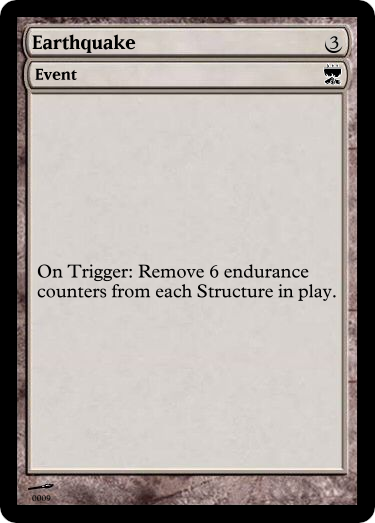 Earthquake 3
Event
On Trigger: Remove 6 endurance
counters from each Structure in play.
0009